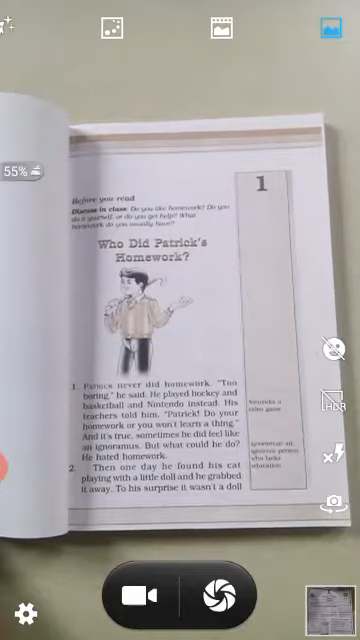 55%
Before you read
Discuss in class: Do you like homework? Do you
do it yourself, or do you get help? What
homework do you usually have?
1
Who Did Patrick's
Homework?
1. PATRICK never did homework. "Too
boring," he said. He played hockey and
basketball and Nintendo instead. His
teachers told him, "Patrick! Do your
homework or you won't learn a thing."
And it's true, sometimes he did feel like
an ignoramus. But what could he do?
He hated homework.
2. Then one day he found his cat
playing with a little doll and he grabbed
it away. To his surprise it wasn't a doll
Nintendo: a
video game
ignoramus: an
ignorant person
who lacks
education
HDR